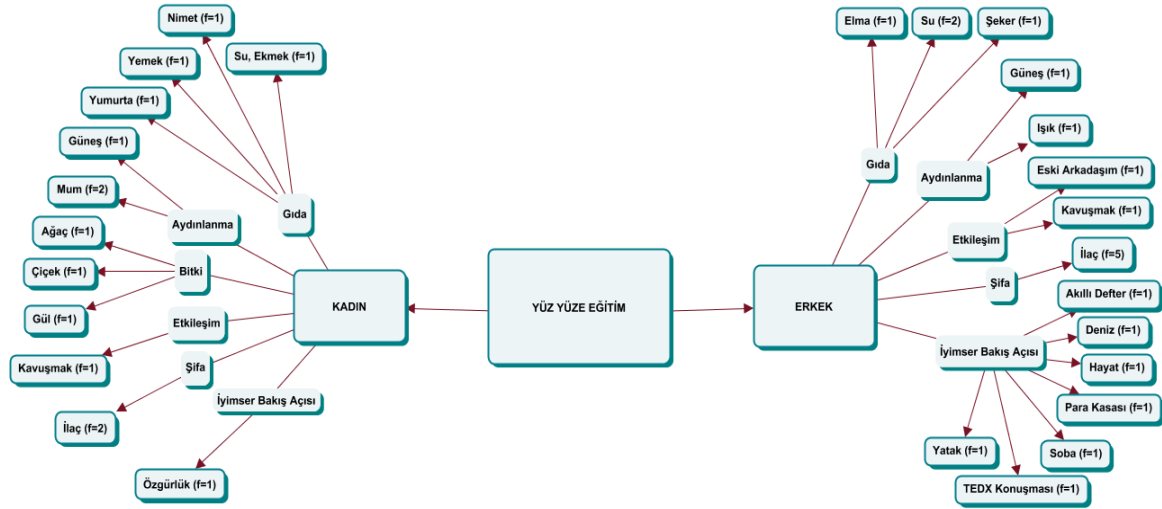 Nimet (f=1)
Su, Ekmek (f=1)
Yemek (f=1)
Yumurta (f=1)
Güneş (f=1)
Mum (f=2)
Ağaç (f=1)
Çiçek (f=1)
Gül (f=1)
Kavuşmak (f=1)
İlaç (f=2)
Özgürlük (f=1)
Gıda
Aydınlanma
Bitki
Etkileşim
Şifa
İyimser Bakış Açısı
KADIN
YÜZ YÜZE EĞİTİM
ERKEK
Gıda
Aydınlanma
Etkileşim
Şifa
İyimser Bakış Açısı
Elma (f=1)
Su (f=2)
Şeker (f=1)
Güneş (f=1)
Işık (f=1)
Eski Arkadaşım (f=1)
Kavuşmak (f=1)
İlaç (f=5)
Akıllı Defter (f=1)
Deniz (f=1)
Hayat (f=1)
Para Kasası (f=1)
Soba (f=1)
TEDX Konuşması (f=1)
Yatak (f=1)